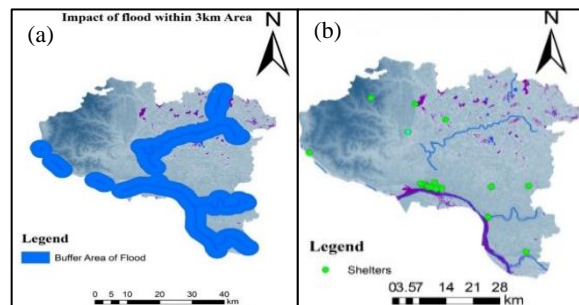 (a)
Impact of flood within 3km Area
N
Legend
Buffer Area of Flood
0 5 10 20 30 40
km
(b)
N
Legend
Shelters
03.57 14 21 28
km